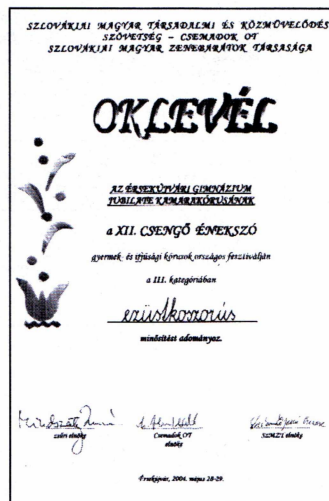 SZLOVÁKIAI MAGYAR TÁRSADALMI ÉS KÖZMŰVELŐDÉSI
SZÖVETSÉG – CSEMADOK OT
SZLOVÁKIAI MAGYAR ZENEBARÁTOK TÁRSASÁGA
OKLEVÉL
AZ ÉRSEKÚJVÁRI GIMNÁZIUM
JUBILATE KAMARAKÓRUSÁNAK
a XII. CSENGŐ ÉNEKSZÓ
gyermek- és ifjúsági kórusok országos fesztiválján
a III. kategóriában
ezüstkoszorús
minősítést adományoz.
zsűri elnöke
Csemadok OT
elnöke
SZMZT elnöke
Érsekújvár, 2004. május 28-29.